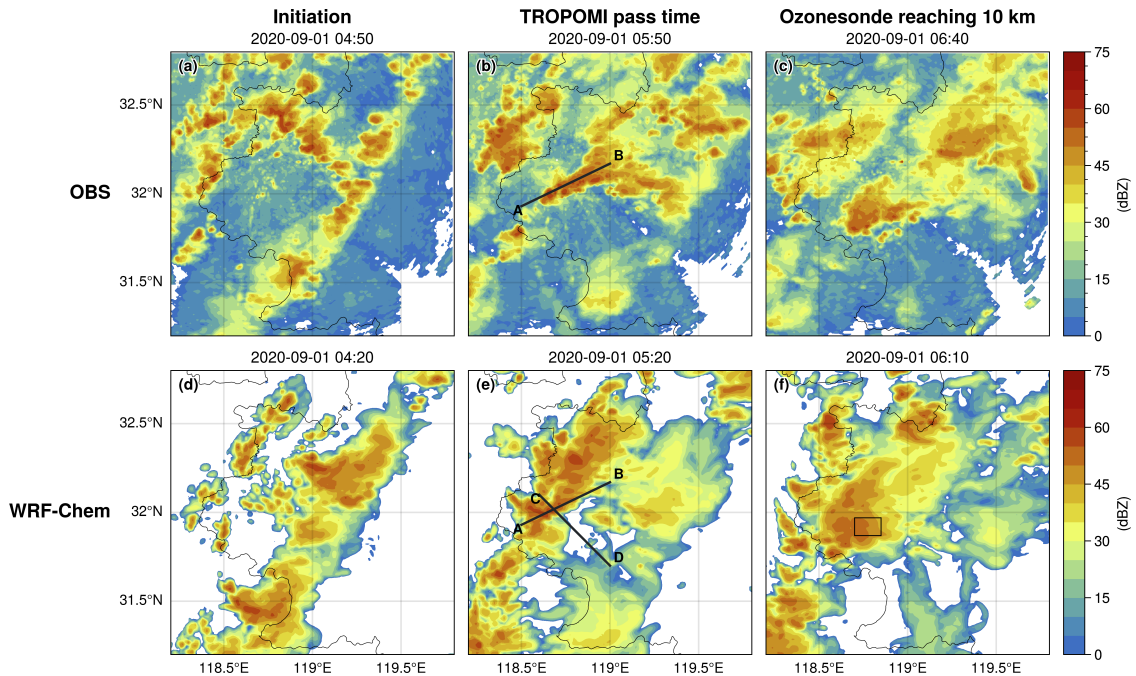 Initiation TROPOMI pass time Ozonesonde reaching 10 km
2020-09-01 04:50 2020-09-01 05:50 2020-09-01 06:40
(a) (b) (c)
OBS
A B
32.5°N
32°N
31.5°N
75
60
45
30
15
0
(dBZ)
2020-09-01 04:20 2020-09-01 05:20 2020-09-01 06:10
(d) (e) (f)
WRF-Chem
A B
C D
32.5°N
32°N
31.5°N
75
60
45
30
15
0
(dBZ)
118.5°E 119°E 119.5°E 118.5°E 119°E 119.5°E 118.5°E 119°E 119.5°E